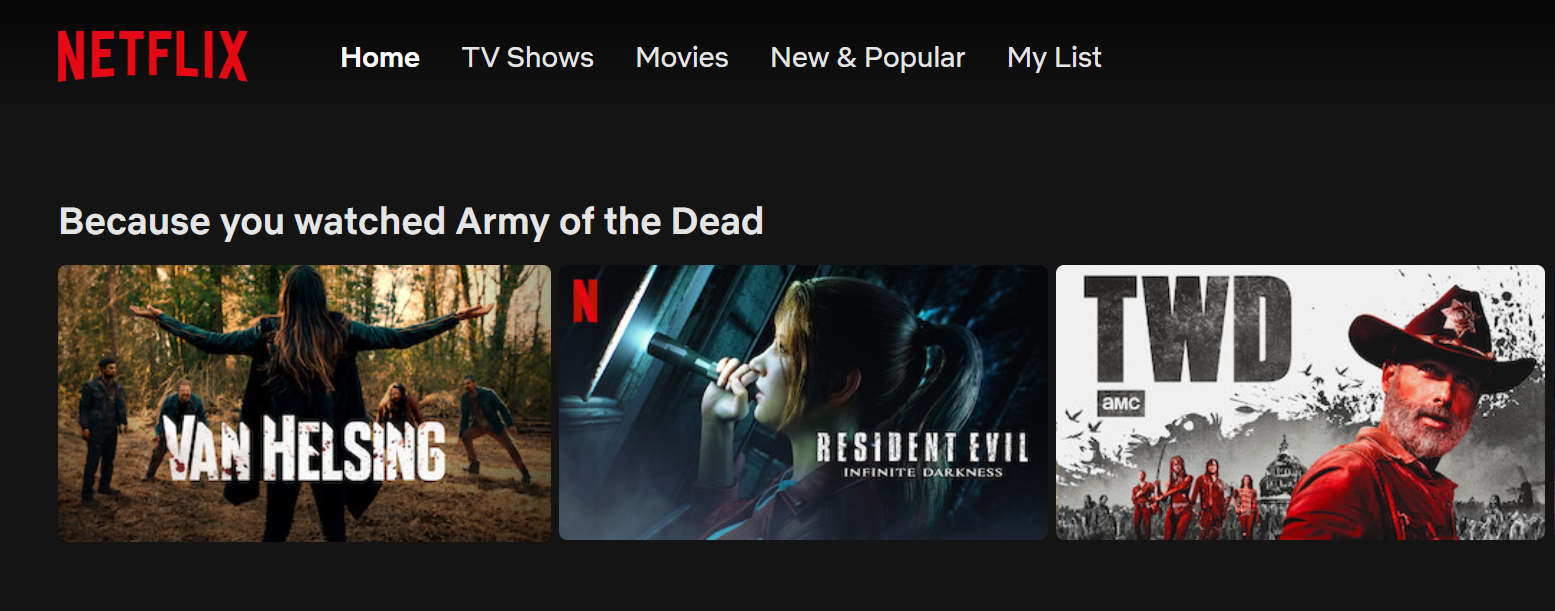 NETFLIX Home TV Shows Movies New & Popular My List
Because you watched Army of the Dead
VAN HELSING
N
RESIDENT EVIL
INFINITE DARKNESS
TWD
aMC